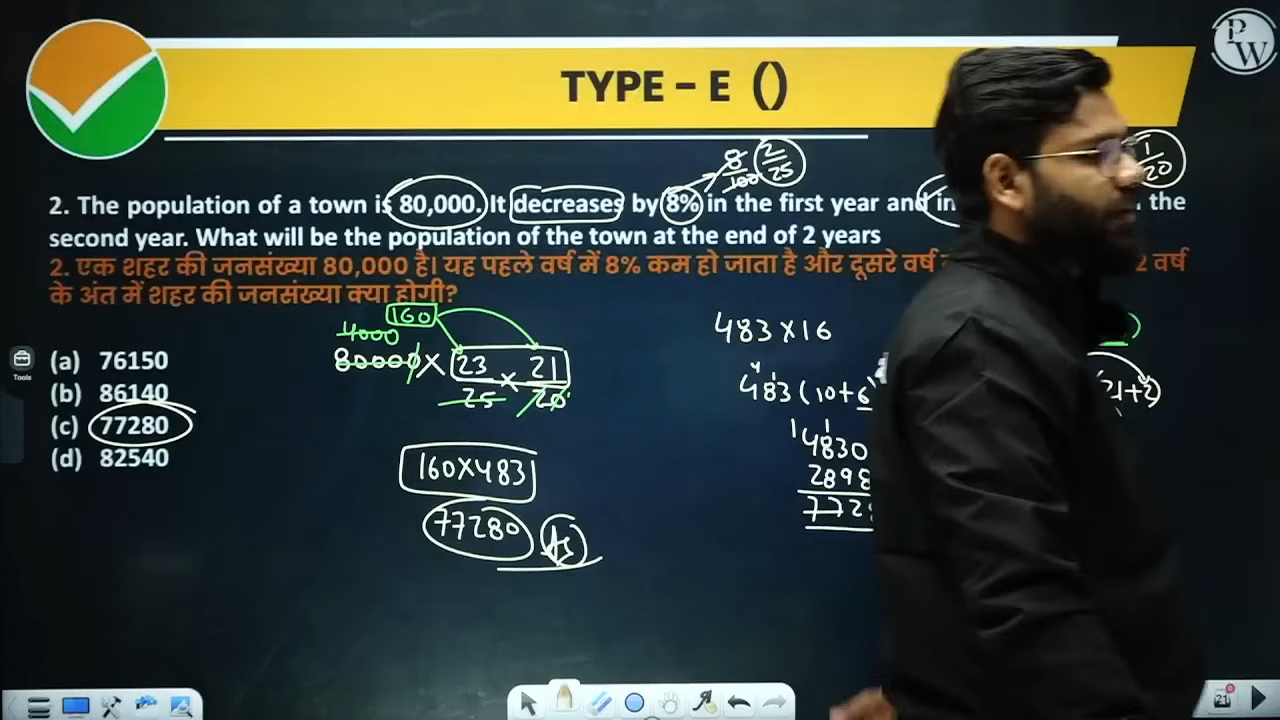 P
W
TYPE – E ()
8/100 2/25
1/20
2. The population of a town is 80,000. It decreases by 8% in the first year and in the
second year. What will be the population of the town at the end of 2 years
2. एक शहर की जनसंख्या 80,000 है। यह पहले वर्ष में 8% कम हो जाता है और दूसरे वर्ष 2 वर्ष
के अंत में शहर की जनसंख्या क्या होगी?
160
4000
80000 × 23/25 × 21/20
483×16
(a) 76150
(b) 86140
(c) 77280
(d) 82540
483(10+6
4830
2898
772
160×483
77280
Tools
21